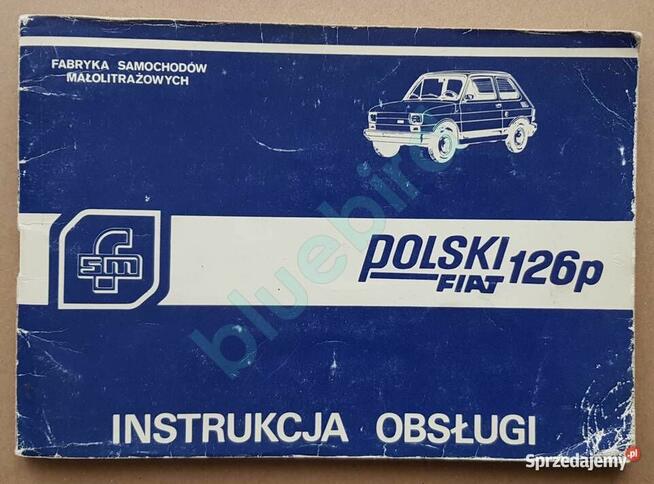 FABRYKA SAMOCHODÓW
MAŁOLITRAŻOWYCH
fsm
POLSKI
FIAT 126p
bluebird
INSTRUKCJA OBSŁUGI
Sprzedajemy.pl